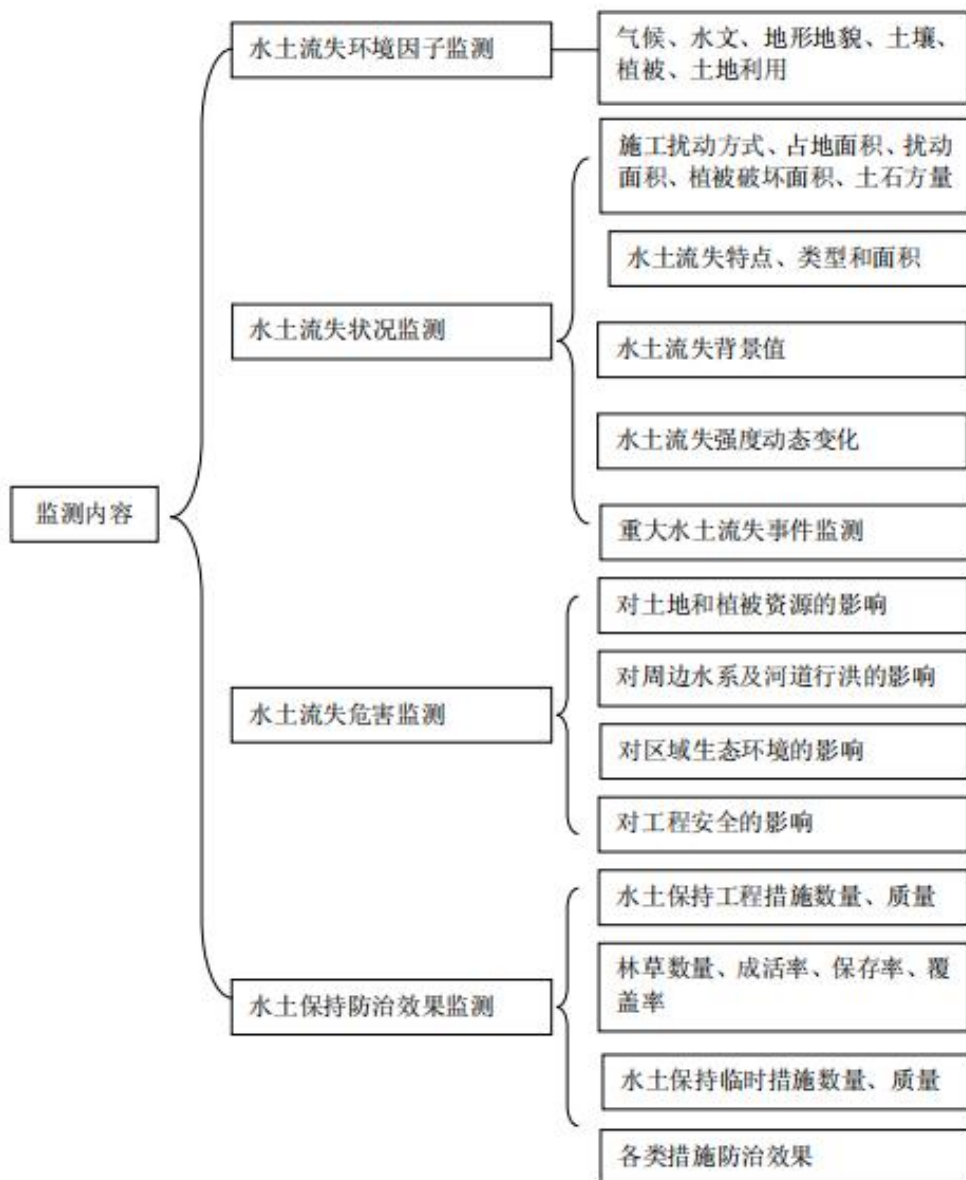 监测内容
水土流失环境因子监测
气候、水文、地形地貌、土壤、
植被、土地利用
水土流失状况监测
施工扰动方式、占地面积、扰动
面积、植被破坏面积、土石方量
水土流失特点、类型和面积
水土流失背景值
水土流失强度动态变化
重大水土流失事件监测
水土流失危害监测
对土地和植被资源的影响
对周边水系及河道行洪的影响
对区域生态环境的影响
对工程安全的影响
水土保持防治效果监测
水土保持工程措施数量、质量
林草数量、成活率、保存率、覆
盖率
水土保持临时措施数量、质量
各类措施防治效果